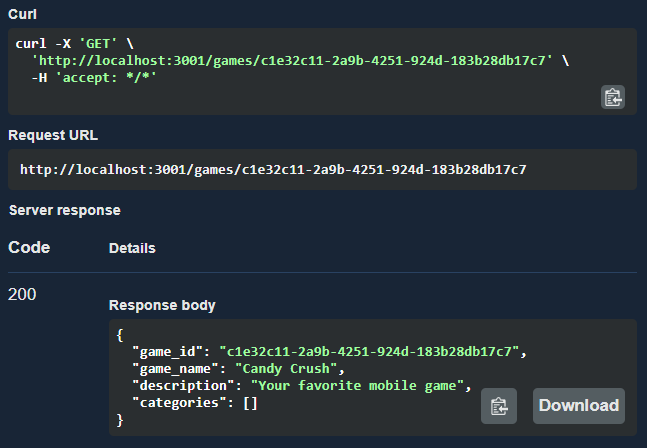 Curl
curl -X 'GET' \
  'http://localhost:3001/games/c1e32c11-2a9b-4251-924d-183b28db17c7' \
  -H 'accept: */*'
Request URL
http://localhost:3001/games/c1e32c11-2a9b-4251-924d-183b28db17c7
Server response
Code Details
200
Response body
{
  "game_id": "c1e32c11-2a9b-4251-924d-183b28db17c7",
  "game_name": "Candy Crush",
  "description": "Your favorite mobile game",
  "categories": []
}
Download